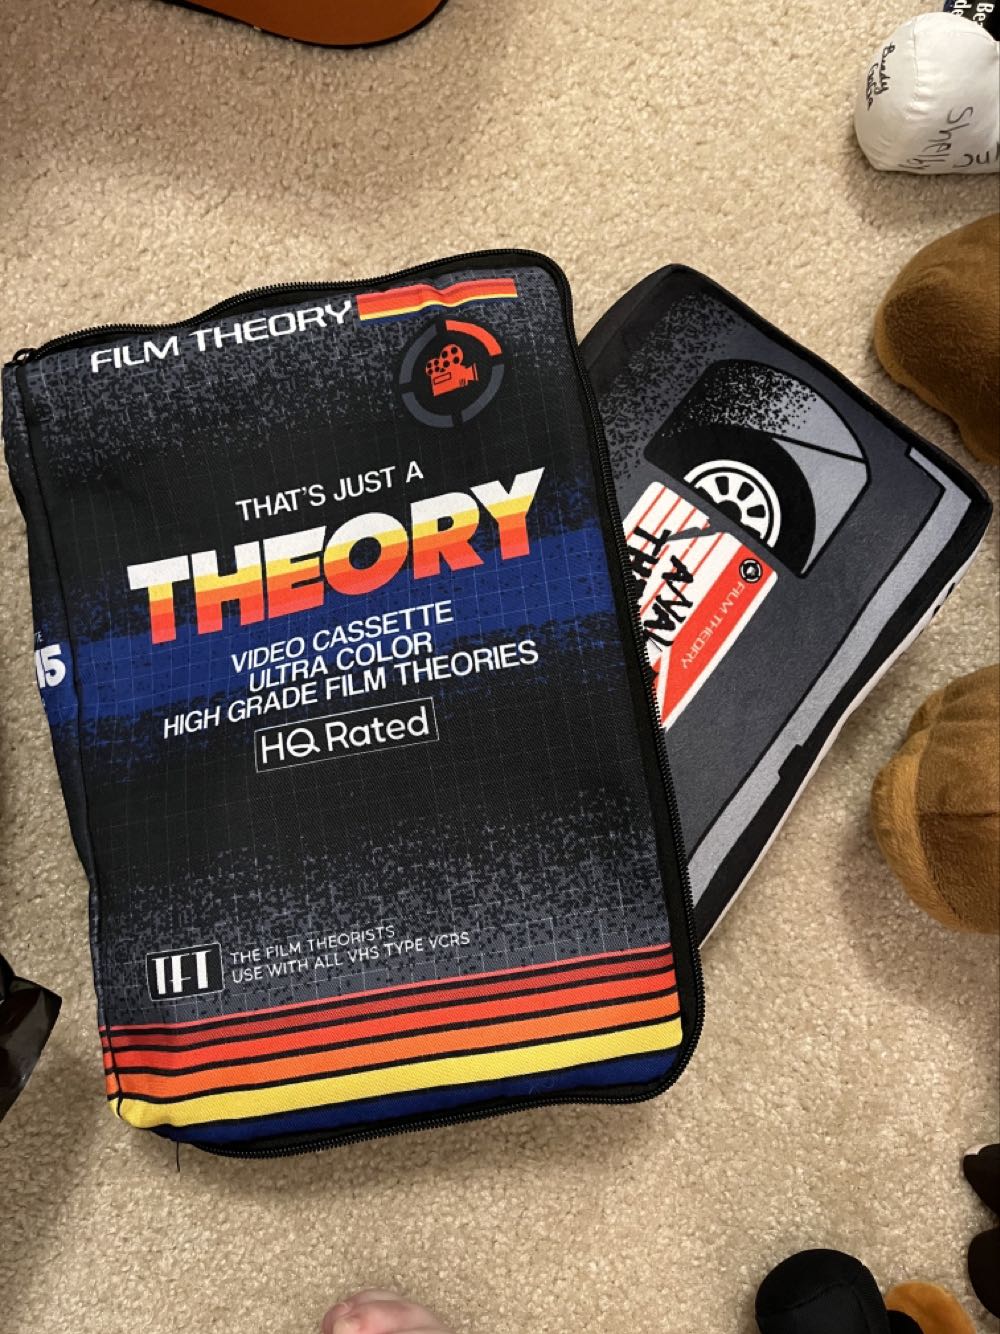 FILM THEORY
THAT'S JUST A
THEORY
VIDEO CASSETTE
ULTRA COLOR
HIGH GRADE FILM THEORIES
HQ Rated
TFT
THE FILM THEORISTS
USE WITH ALL VHS TYPE VCRS
15
FILM THEORY
Shelby